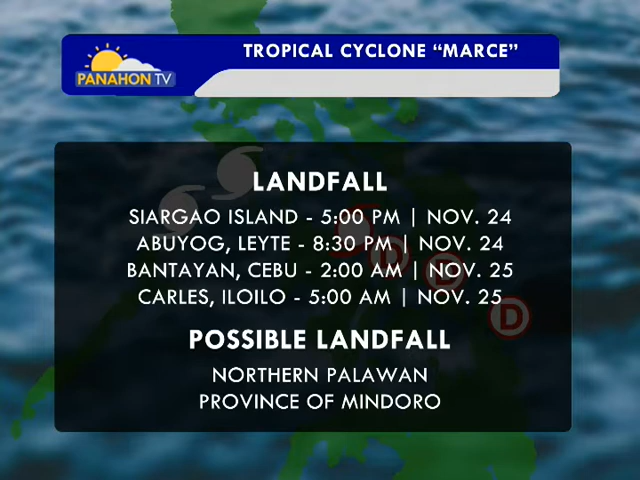 TROPICAL CYCLONE “MARCE”
PANAHON TV
LANDFALL
SIARGAO ISLAND - 5:00 PM | NOV. 24
ABUYOG, LEYTE - 8:30 PM | NOV. 24
BANTAYAN, CEBU - 2:00 AM | NOV. 25
CARLES, ILOILO - 5:00 AM | NOV. 25
D
D
D
POSSIBLE LANDFALL
NORTHERN PALAWAN
PROVINCE OF MINDORO